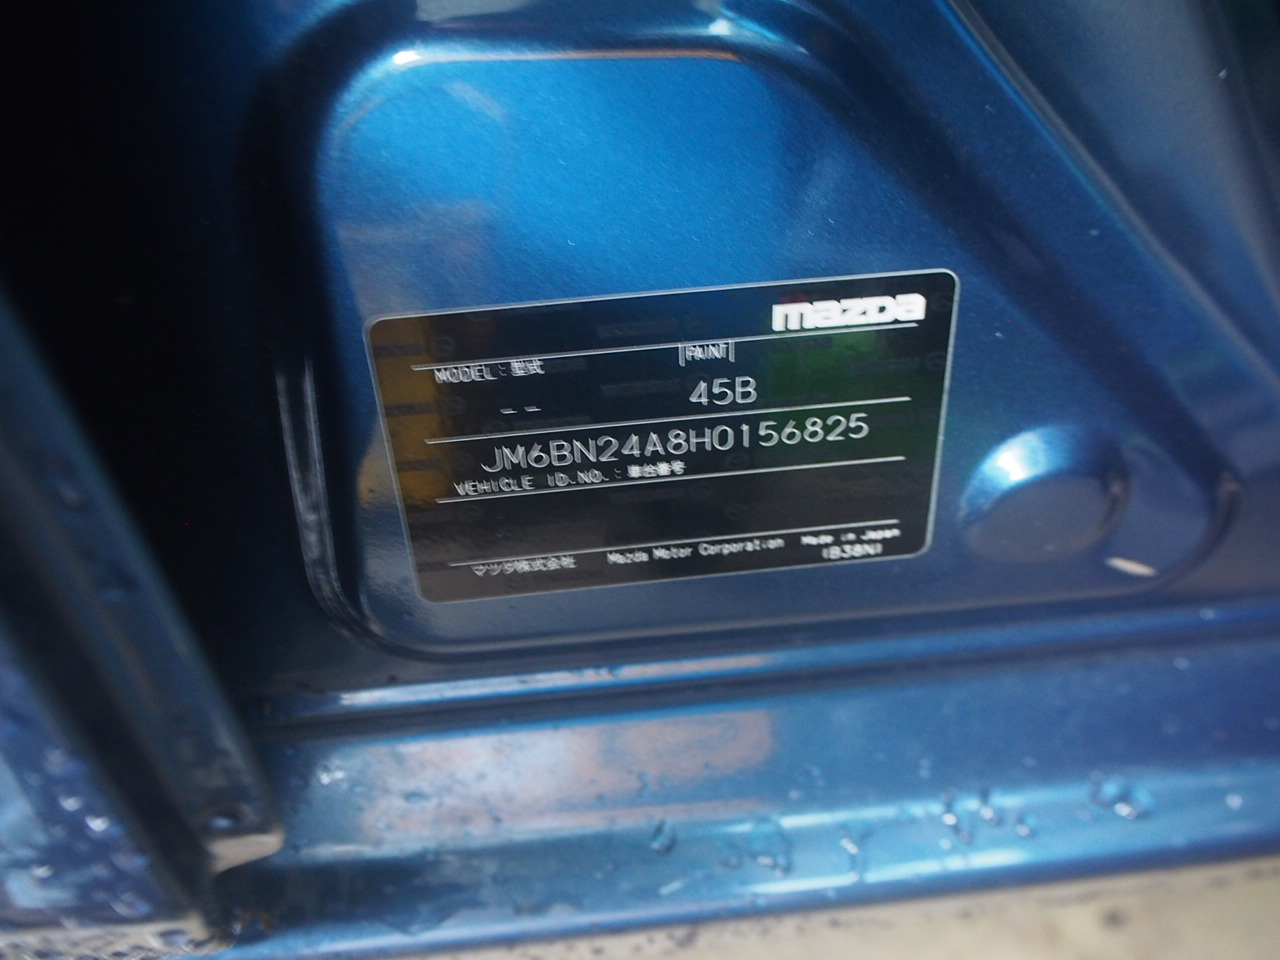 mazda
MODEL:型式 PAINT
-- 45B
JM6BN24A8H0156825
VEHICLE ID.NO.:車台番号
マツダ株式会社 Mazda Motor Corporation Made in Japan
(B38N)